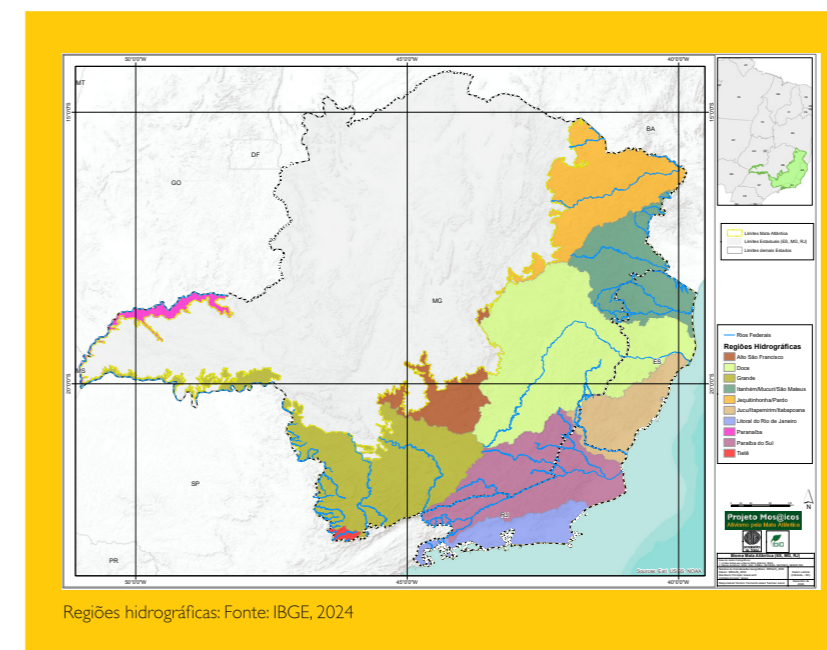 50°0'0"W 45°0'0"W 40°0'0"W
MT
15°0'0"S
15°0'0"S
BA
DF
GO
MG
MS
20°0'0"S
20°0'0"S
ES
SP
RJ
PR
50°0'0"W 45°0'0"W 40°0'0"W
Limites Mata Atlântica
Limites Estaduais (ES, MG, RJ)
Limites demais Estados
Rios Federais
Regiões Hidrográficas
Alto São Francisco
Doce
Grande
Itanhém/Mucuri/São Mateus
Jequitinhonha/Pardo
Jucu/Itapemirim/Itabapoana
Litoral do Rio de Janeiro
Paranaíba
Paraíba do Sul
Tietê
N
Projeto Mosaicos
Ativismo pela Mata Atlântica
Bioma Mata Atlântica (ES, MG, RJ)
Sources: Esri, USGS, NOAA
Regiões hidrográficas: Fonte: IBGE, 2024